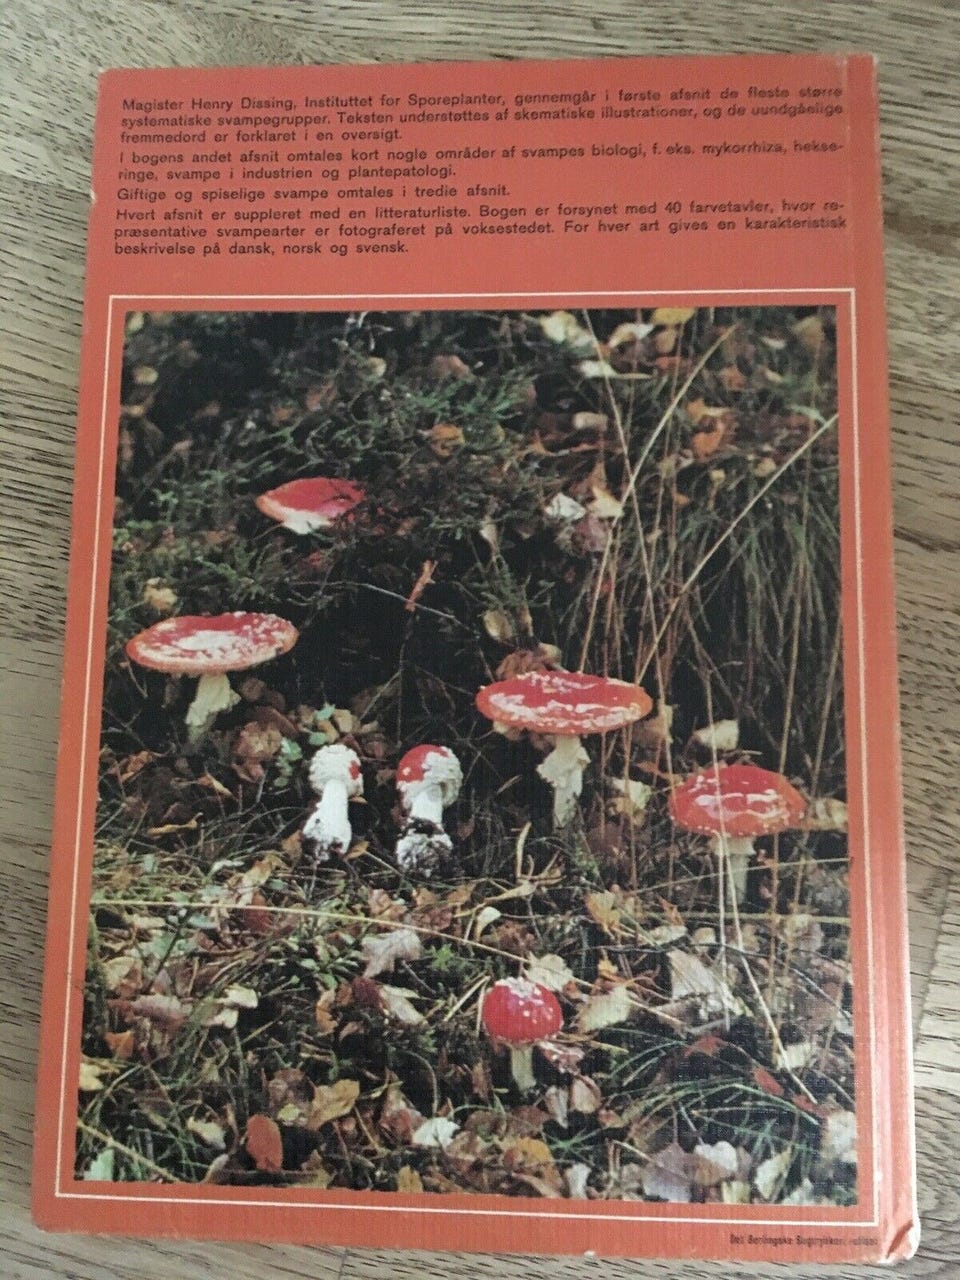 Magister Henry Dissing, Instituttet for Sporeplanter, gennemgår i første afsnit de fleste større
systematiske svampegrupper. Teksten understøttes af skematiske illustrationer, og de uundgåelige
fremmedord er forklaret i en oversigt.
I bogens andet afsnit omtales kort nogle områder af svampes biologi, f. eks. mykorrhiza, hekse-
ringe, svampe i industrien og plantepatologi.
Giftige og spiselige svampe omtales i tredie afsnit.
Hvert afsnit er suppleret med en litteraturliste. Bogen er forsynet med 40 farvetavler, hvor re-
præsentative svampearter er fotograferet på voksestedet. For hver art gives en karakteristisk
beskrivelse på dansk, norsk og svensk.
Det Berlingske Bogtrykkeri